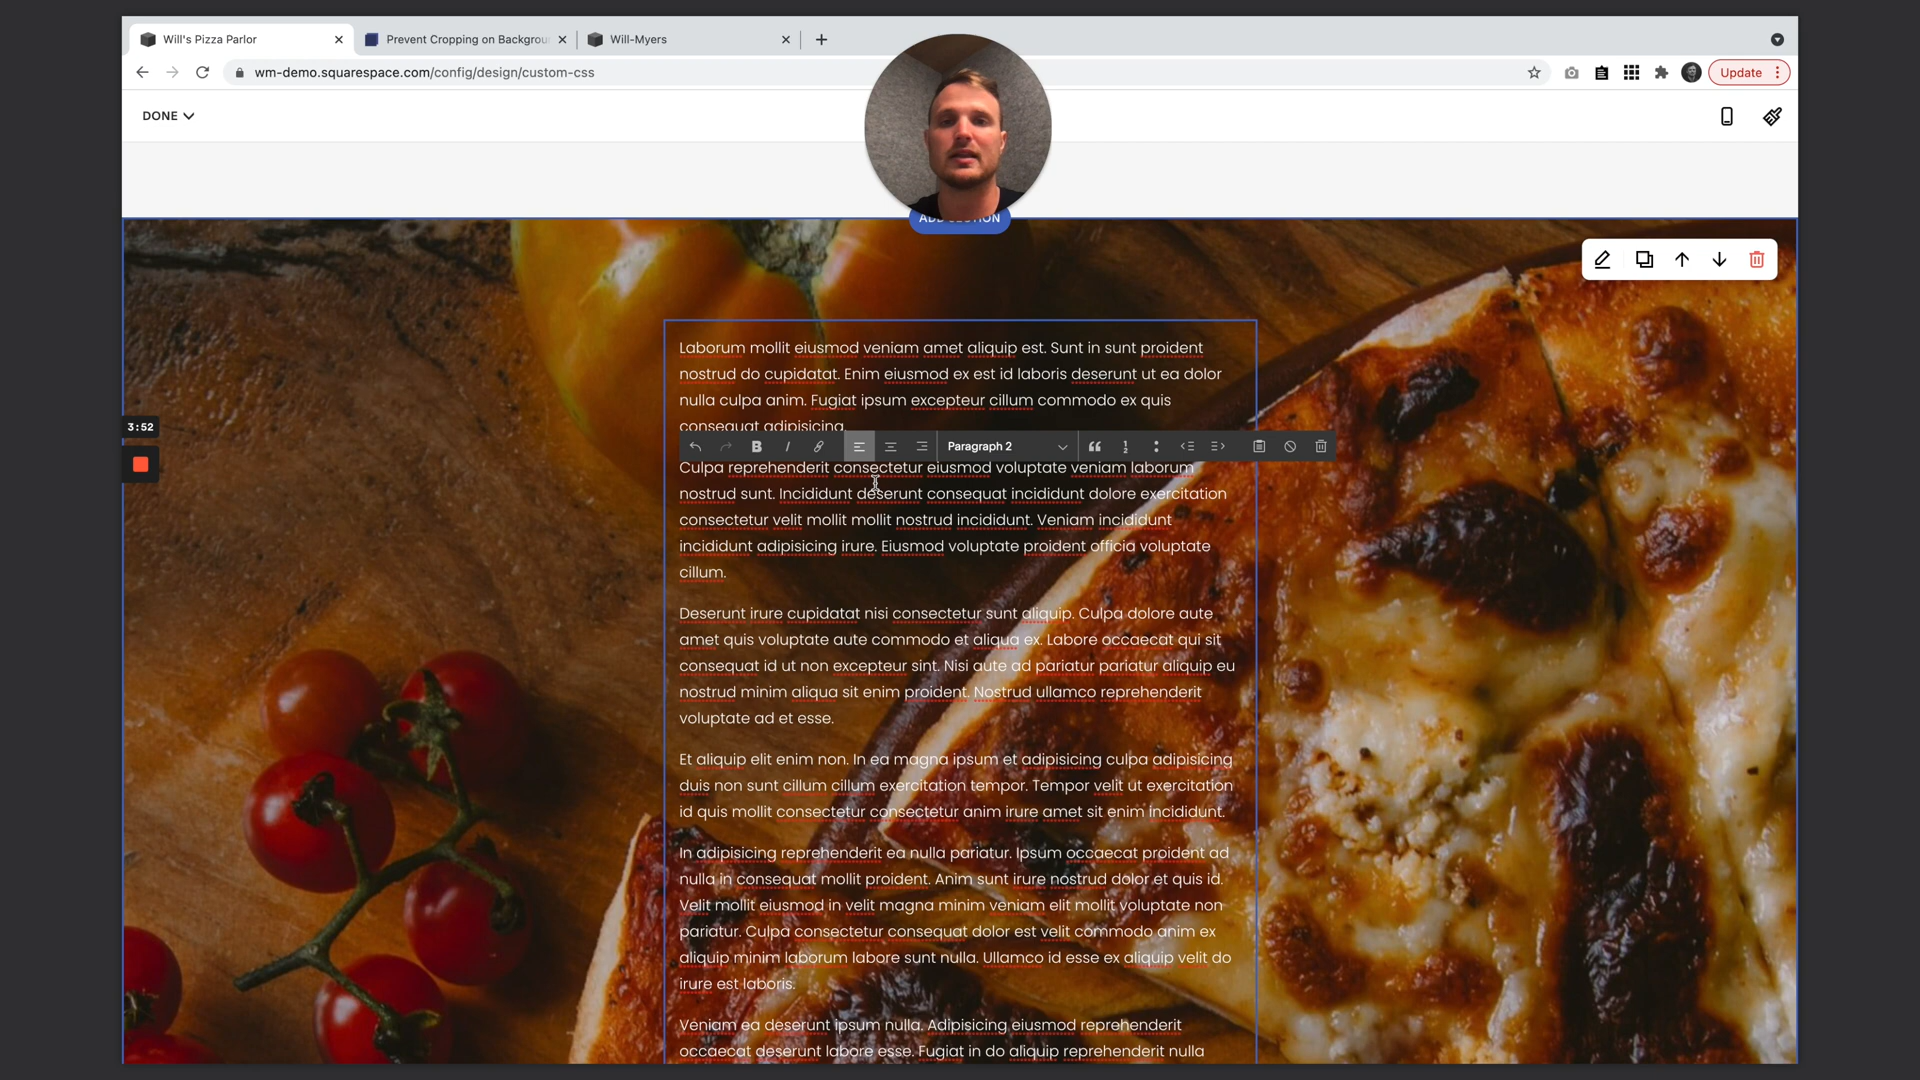 Will's Pizza Parlor
Prevent Cropping on Backgrou
Will-Myers
wm-demo.squarespace.com/config/design/custom-css
Update
DONE
ADD SECTION
Laborum mollit eiusmod veniam amet aliquip est. Sunt in sunt proident
nostrud do cupidatat. Enim eiusmod ex est id laboris deserunt ut ea dolor
nulla culpa anim. Fugiat ipsum excepteur cillum commodo ex quis
consequat adipisicing.
3:52
Paragraph 2
Culpa reprehenderit consectetur eiusmod voluptate veniam laborum
nostrud sunt. Incididunt deserunt consequat incididunt dolore exercitation
consectetur velit mollit mollit nostrud incididunt. Veniam incididunt
incididunt adipisicing irure. Eiusmod voluptate proident officia voluptate
cillum.
Deserunt irure cupidatat nisi consectetur sunt aliquip. Culpa dolore aute
amet quis voluptate aute commodo et aliqua ex. Labore occaecat qui sit
consequat id ut non excepteur sint. Nisi aute ad pariatur pariatur aliquip eu
nostrud minim aliqua sit enim proident. Nostrud ullamco reprehenderit
voluptate ad et esse.
Et aliquip elit enim non. In ea magna ipsum et adipisicing culpa adipisicing
duis non sunt cillum cillum exercitation tempor. Tempor velit ut exercitation
id quis mollit consectetur consectetur anim irure amet sit enim incididunt.
In adipisicing reprehenderit ea nulla pariatur. Ipsum occaecat proident ad
nulla in consequat mollit proident. Anim sunt irure nostrud dolor et quis id.
Velit mollit eiusmod in velit magna minim veniam elit mollit voluptate non
pariatur. Culpa consectetur consequat dolor est velit commodo anim ex
aliquip minim laborum labore sunt nulla. Ullamco id esse ex aliquip velit do
irure est laboris.
Veniam ea deserunt ipsum nulla. Adipisicing eiusmod reprehenderit
occaecat deserunt labore esse. Fugiat in do aliquip reprehenderit nulla